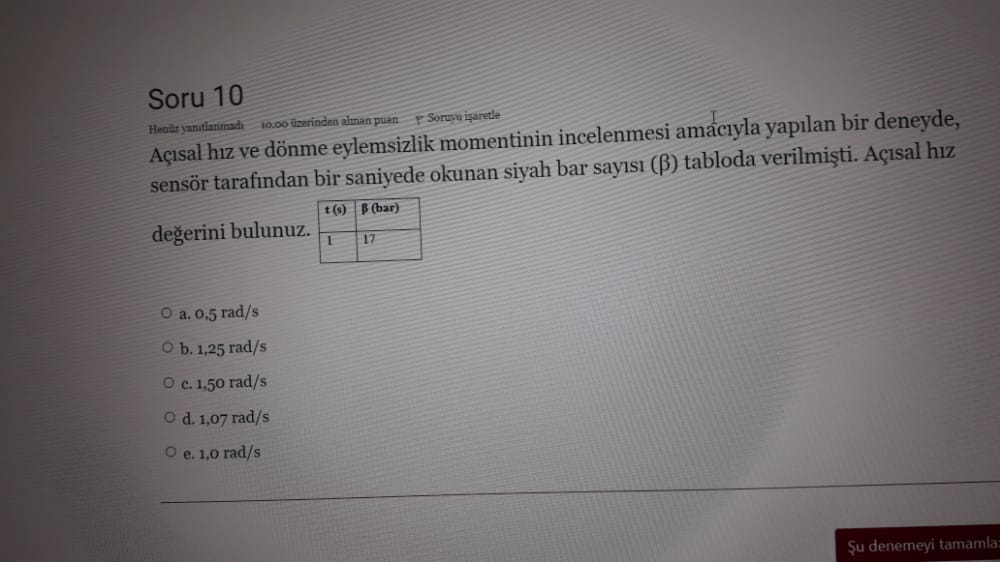 Soru 10
Henüz yanıtlanmadı 10.00 üzerinden alınan puan Soruyu işaretle
Açısal hız ve dönme eylemsizlik momentinin incelenmesi amacıyla yapılan bir deneyde,
sensör tarafından bir saniyede okunan siyah bar sayısı (β) tabloda verilmişti. Açısal hız
değerini bulunuz.
t (s) β (bar)
1 17
a. 0,5 rad/s
b. 1,25 rad/s
c. 1,50 rad/s
d. 1,07 rad/s
e. 1,0 rad/s
Şu denemeyi tamamla